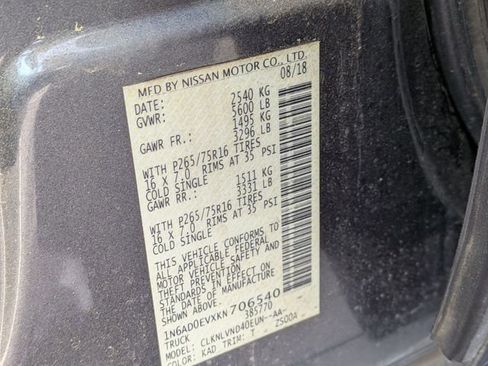 MFD BY NISSAN MOTOR CO., LTD.
DATE: 08/18
GVWR: 2540 KG
5600 LB
GAWR FR.: 1495 KG
3296 LB
WITH P265/75R16 TIRES
16 X 7.0 RIMS AT 35 PSI
COLD SINGLE
GAWR RR.: 1511 KG
3331 LB
WITH P265/75R16 TIRES
16 X 7.0 RIMS AT 35 PSI
COLD SINGLE
THIS VEHICLE CONFORMS TO
ALL APPLICABLE FEDERAL
MOTOR VEHICLE SAFETY AND
THEFT PREVENTION
STANDARDS IN EFFECT ON
THE DATE OF MANUFACTURE
SHOWN ABOVE.
1N6AD0EVXKN706540
TRUCK 385770
MODEL: CLKNLVN040EUN--AA-
COLOR: KAD TRIM: T ZS00A